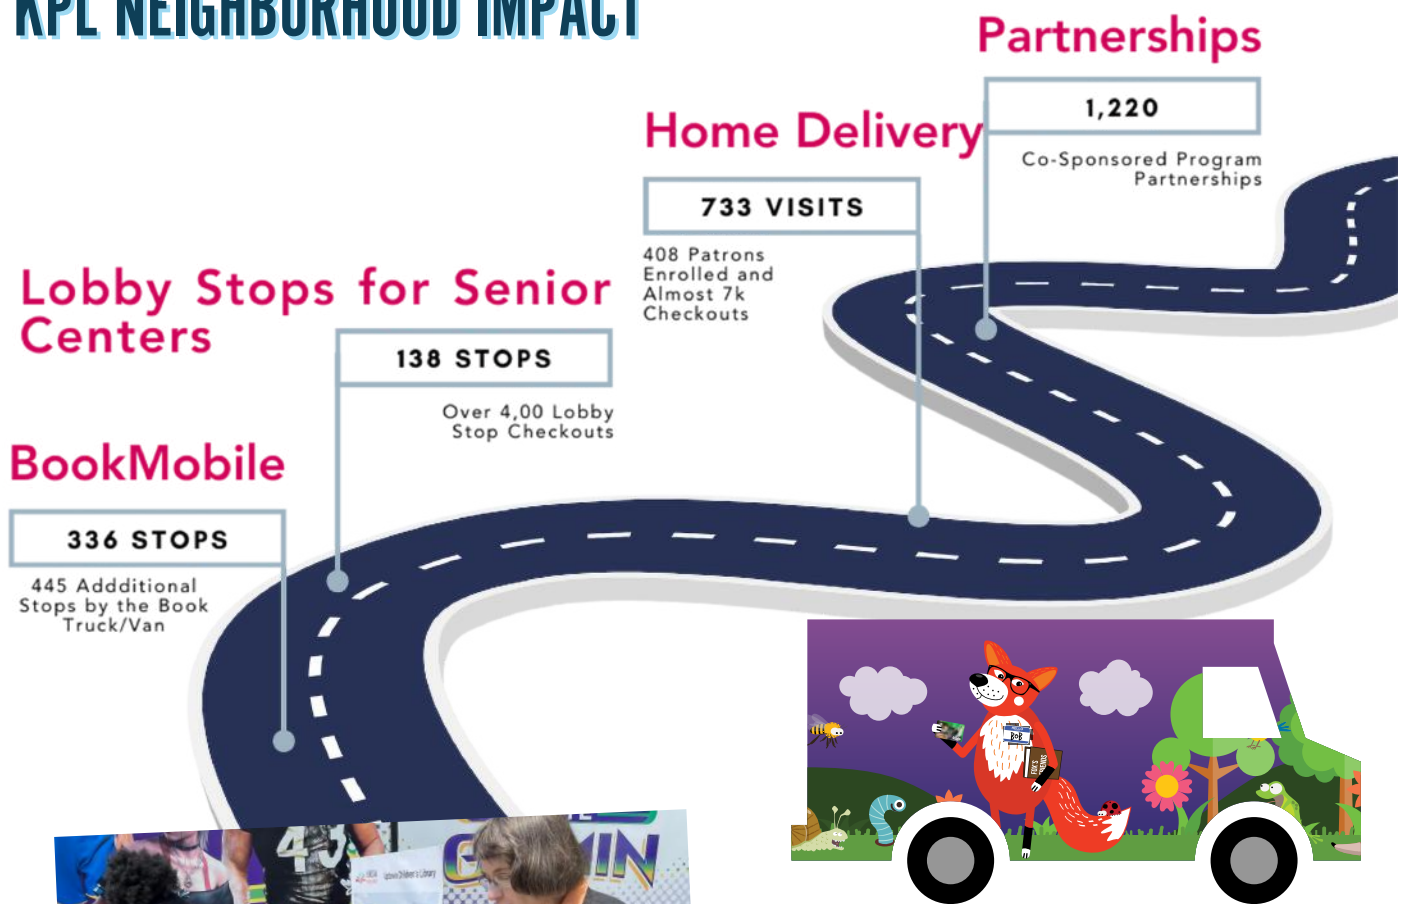 KPL NEIGHBORHOOD IMPACT
Partnerships
1,220
Co-Sponsored Program
Partnerships
Home Delivery
733 VISITS
408 Patrons
Enrolled and
Almost 7k
Checkouts
Lobby Stops for Senior
Centers
138 STOPS
Over 4,00 Lobby
Stop Checkouts
BookMobile
336 STOPS
445 Addditional
Stops by the Book
Truck/Van
BOB
FOX'S